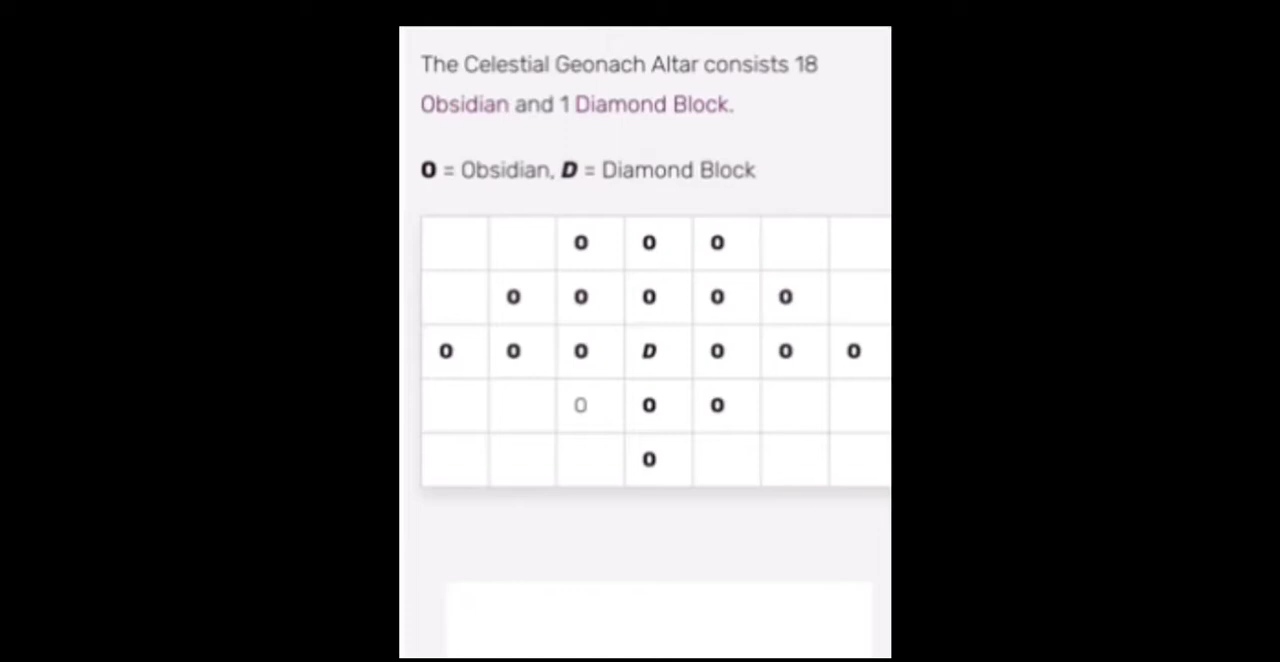 The Celestial Geonach Altar consists 18
Obsidian and 1 Diamond Block.
O = Obsidian, D = Diamond Block
O O O
O O O O O
O O O D O O O
O O O
O